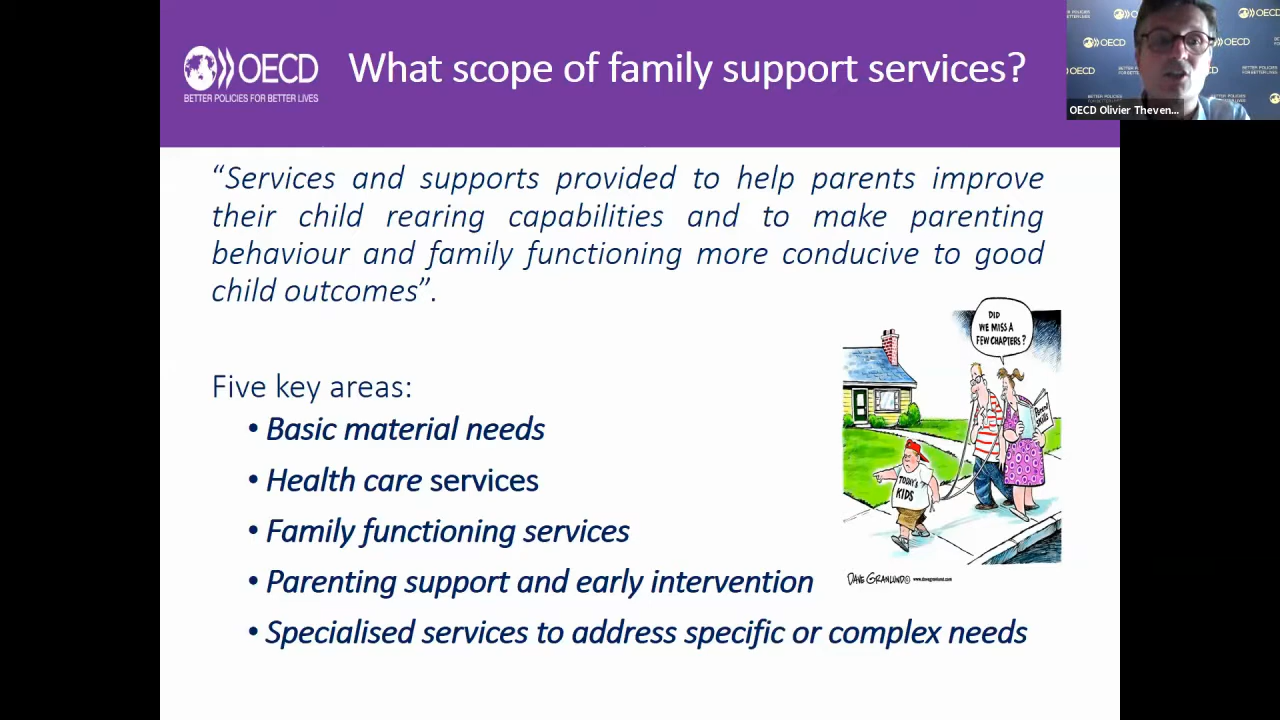 OECD
BETTER POLICIES FOR BETTER LIVES
What scope of family support services?
OECD Olivier Theven...
“Services and supports provided to help parents improve
their child rearing capabilities and to make parenting
behaviour and family functioning more conducive to good
child outcomes”.
Five key areas:
• Basic material needs
• Health care services
• Family functioning services
• Parenting support and early intervention
• Specialised services to address specific or complex needs
DID
WE MISS A
FEW CHAPTERS?
TODAY'S
KIDS
DAVE GRANLUND© www.davegranlund.com